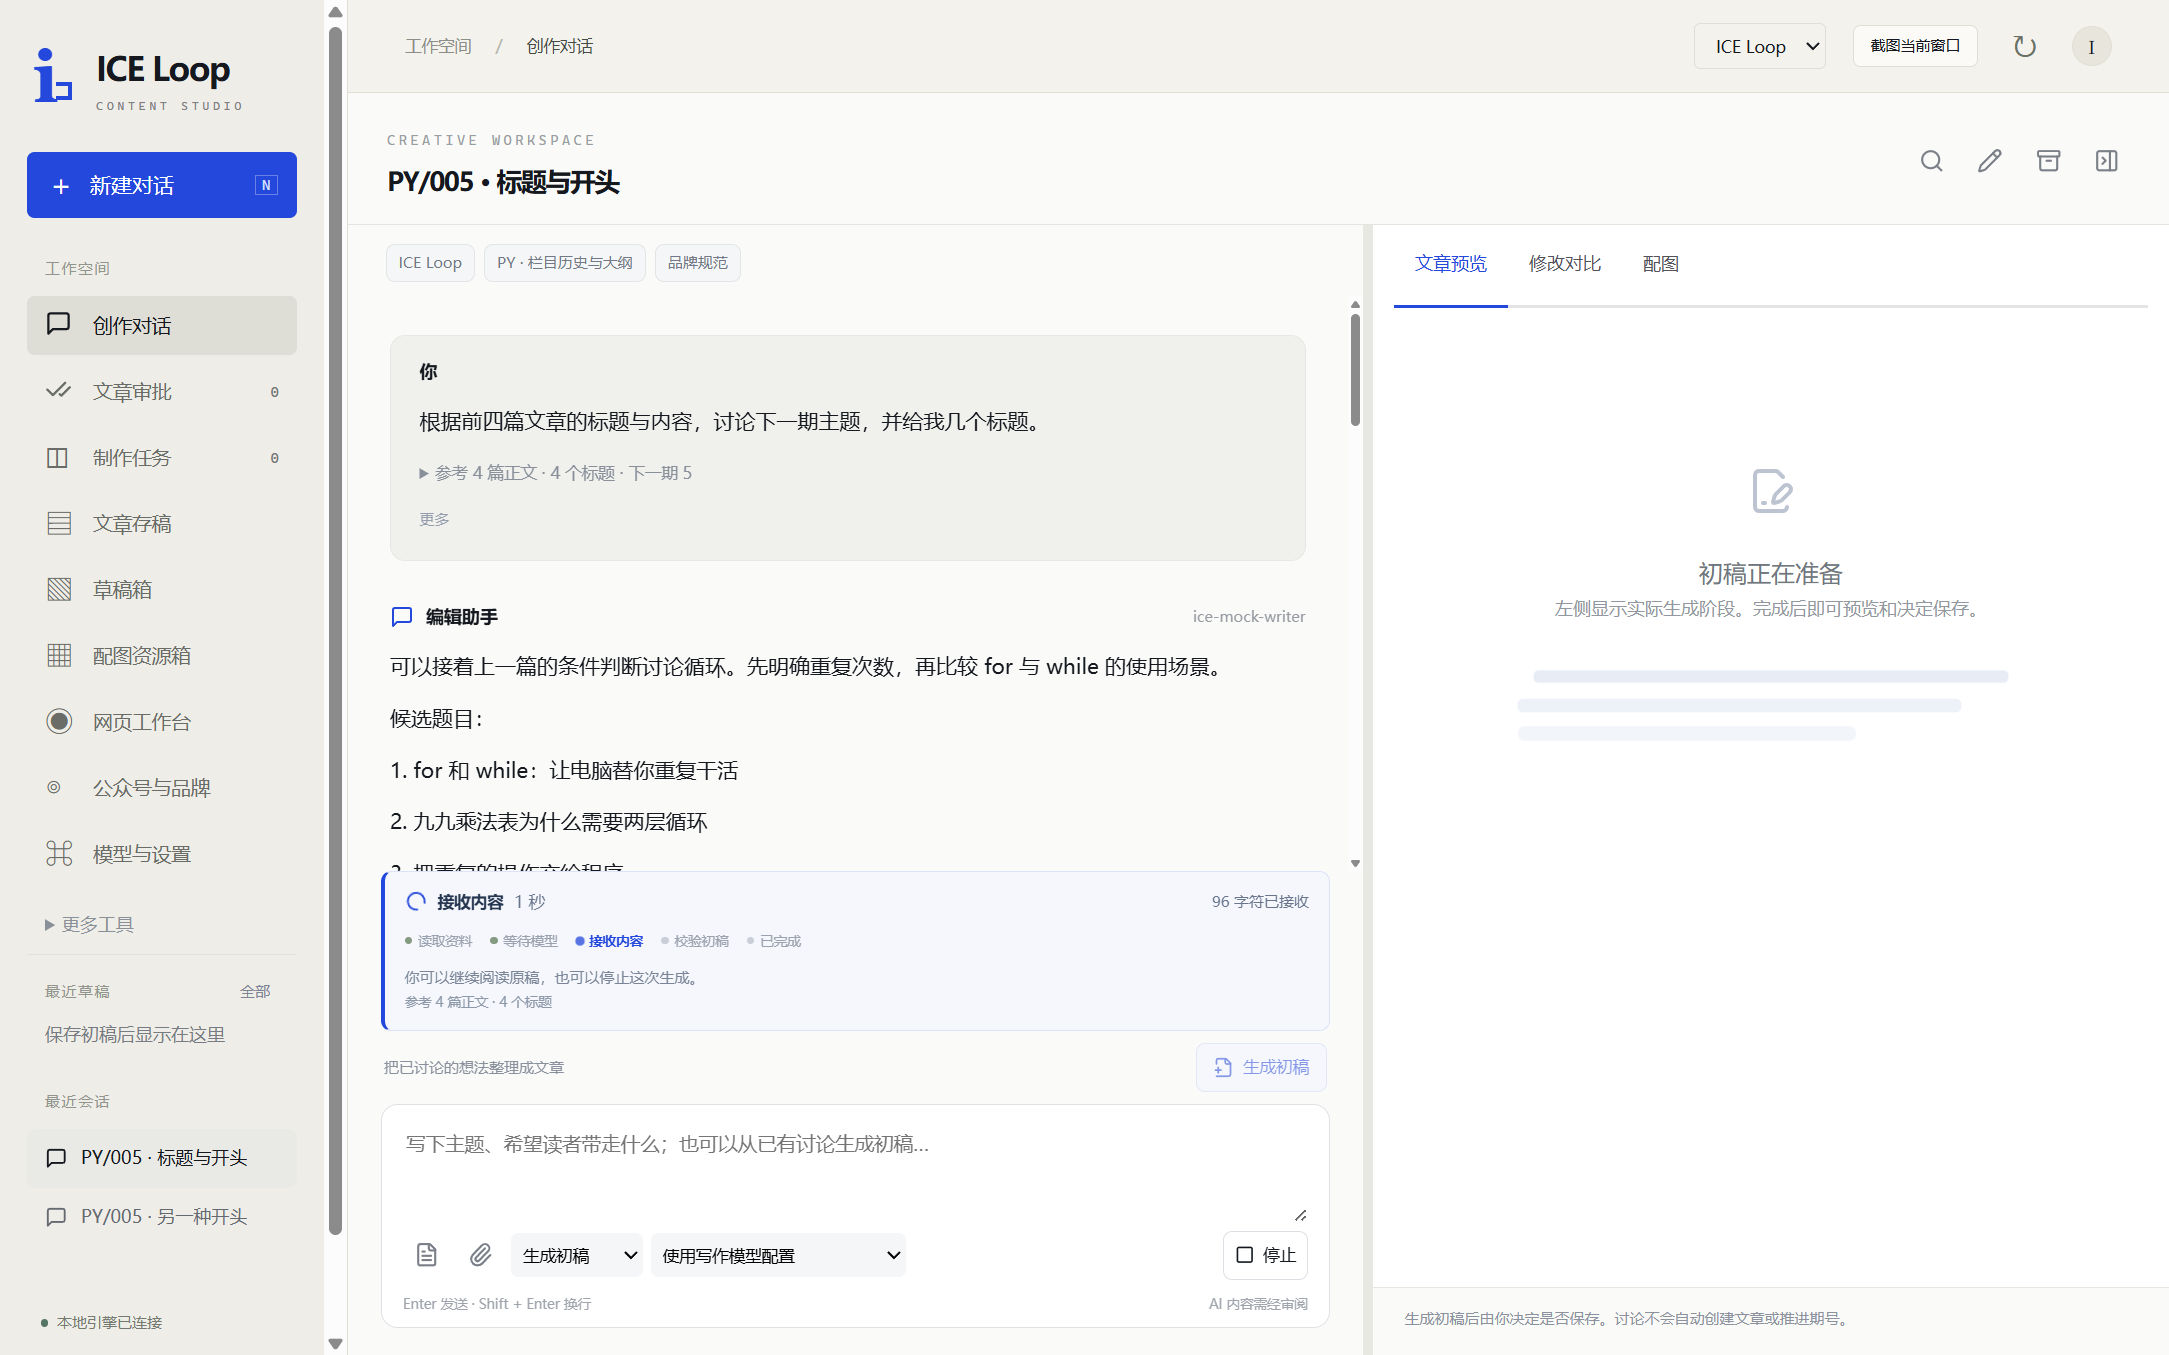 ICE Loop
CONTENT STUDIO
+ 新建对话 N
工作空间
创作对话
文章审批 0
制作任务 0
文章存稿
草稿箱
配图资源箱
网页工作台
公众号与品牌
模型与设置
更多工具
最近草稿 全部
保存初稿后显示在这里
最近会话
PY/005 · 标题与开头
PY/005 · 另一种开头
本地引擎已连接
工作空间 / 创作对话
ICE Loop 截图当前窗口 I
CREATIVE WORKSPACE
PY/005 • 标题与开头
ICE Loop PY · 栏目历史与大纲 品牌规范
你
根据前四篇文章的标题与内容，讨论下一期主题，并给我几个标题。
参考 4 篇正文 · 4 个标题 · 下一期 5
更多
编辑助手 ice-mock-writer
可以接着上一篇的条件判断讨论循环。先明确重复次数，再比较 for 与 while 的使用场景。
候选题目：
1. for 和 while：让电脑替你重复干活
2. 九九乘法表为什么需要两层循环
3. 把重复的操作交给程序
接收内容 1 秒 96 字符已接收
读取资料 等待模型 接收内容 校验初稿 已完成
你可以继续阅读原稿，也可以停止这次生成。
参考 4 篇正文 · 4 个标题
把已讨论的想法整理成文章 生成初稿
写下主题、希望读者带走什么；也可以从已有讨论生成初稿...
生成初稿 使用写作模型配置 停止
Enter 发送 · Shift + Enter 换行 AI 内容需经审阅
文章预览 修改对比 配图
初稿正在准备
左侧显示实际生成阶段。完成后即可预览和决定保存。
生成初稿后由你决定是否保存。讨论不会自动创建文章或推进期号。